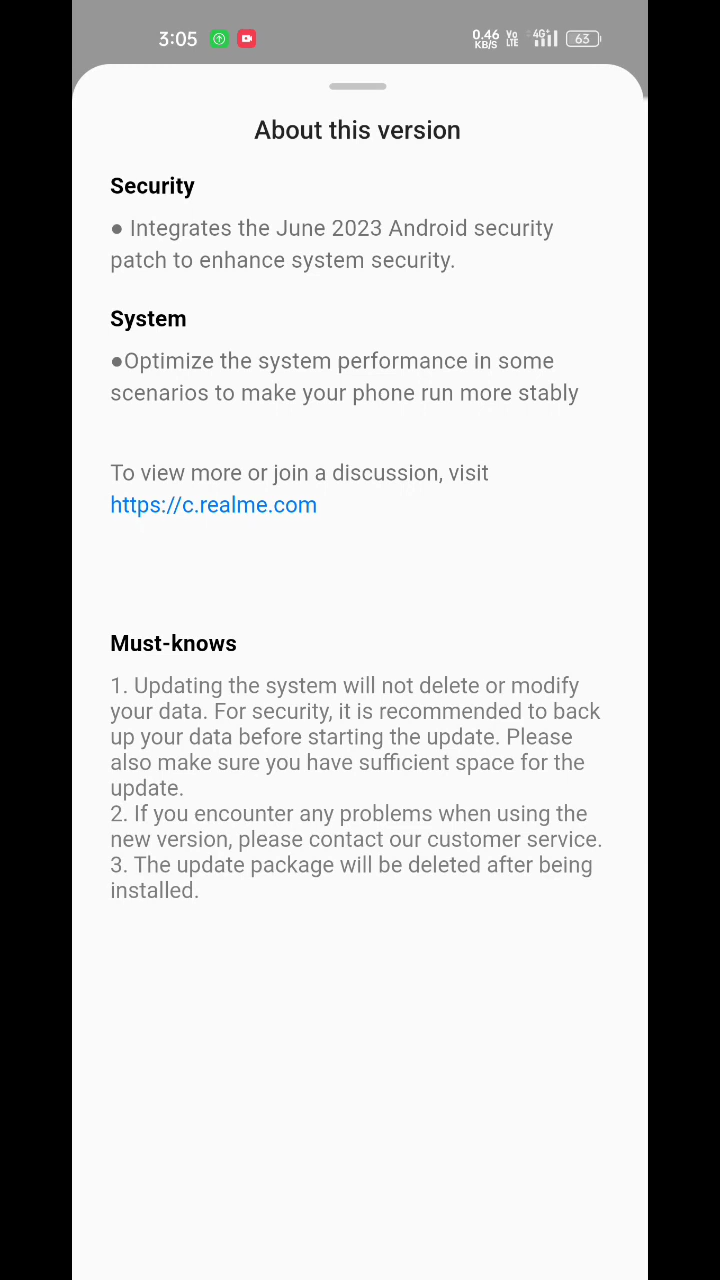 3:05 0.46 KB/S Vo LTE 4G+ 63
About this version
Security
● Integrates the June 2023 Android security
patch to enhance system security.
System
●Optimize the system performance in some
scenarios to make your phone run more stably
To view more or join a discussion, visit
https://c.realme.com
Must-knows
1. Updating the system will not delete or modify
your data. For security, it is recommended to back
up your data before starting the update. Please
also make sure you have sufficient space for the
update.
2. If you encounter any problems when using the
new version, please contact our customer service.
3. The update package will be deleted after being
installed.